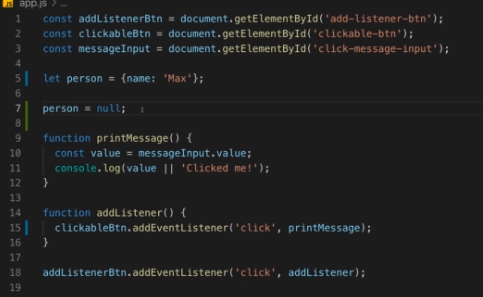 JS app.js > ...
1 const addListenerBtn = document.getElementById('add-listener-btn');
2 const clickableBtn = document.getElementById('clickable-btn');
3 const messageInput = document.getElementById('click-message-input');
4
5 let person = {name: 'Max'};
6
7 person = null;
8
9 function printMessage() {
10 const value = messageInput.value;
11 console.log(value || 'Clicked me!');
12 }
13
14 function addListener() {
15 clickableBtn.addEventListener('click', printMessage);
16 }
17
18 addListenerBtn.addEventListener('click', addListener);
19